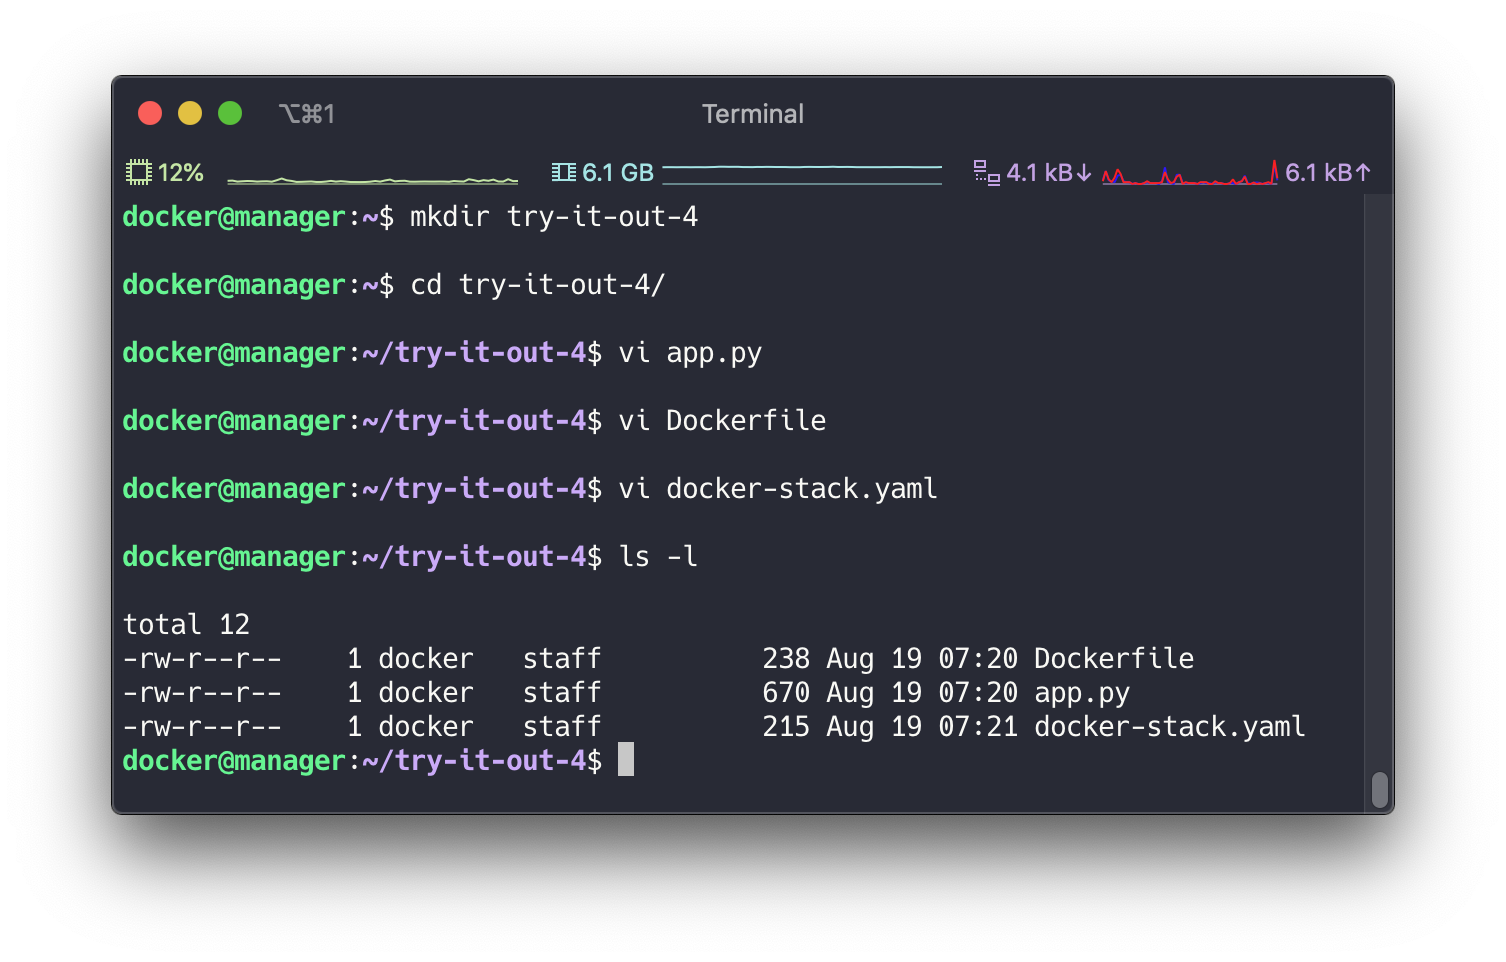 ⌥⌘1 Terminal
12% 6.1 GB 4.1 kB↓ 6.1 kB↑
docker@manager:~$ mkdir try-it-out-4
docker@manager:~$ cd try-it-out-4/
docker@manager:~/try-it-out-4$ vi app.py
docker@manager:~/try-it-out-4$ vi Dockerfile
docker@manager:~/try-it-out-4$ vi docker-stack.yaml
docker@manager:~/try-it-out-4$ ls -l
total 12
-rw-r--r--    1 docker   staff          238 Aug 19 07:20 Dockerfile
-rw-r--r--    1 docker   staff          670 Aug 19 07:20 app.py
-rw-r--r--    1 docker   staff          215 Aug 19 07:21 docker-stack.yaml
docker@manager:~/try-it-out-4$